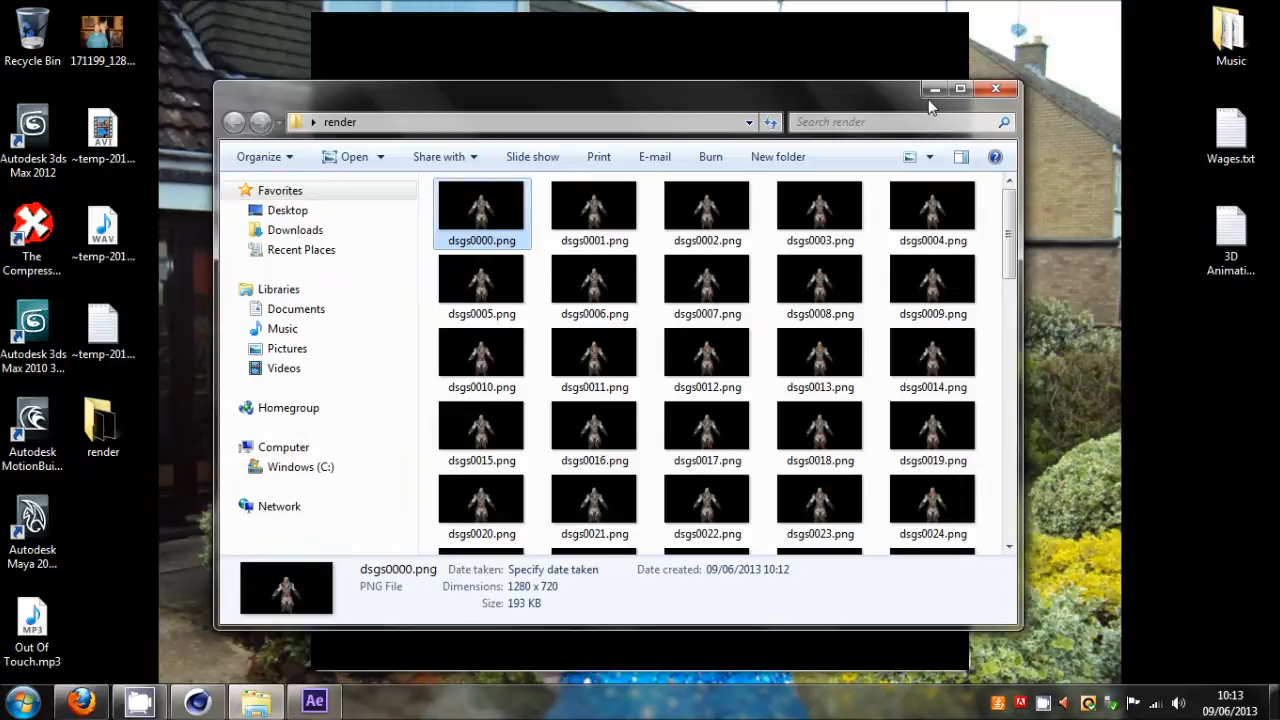 Recycle Bin
171199_128...
Autodesk 3ds
Max 2012
~temp-201...
The
Compress...
~temp-201...
Autodesk 3ds
Max 2010 3...
~temp-201...
Autodesk
MotionBui...
render
Autodesk
Maya 20...
Out Of
Touch.mp3
Music
Wages.txt
3D
Animati...
render
Search render
Organize
Open
Share with
Slide show
Print
E-mail
Burn
New folder
Favorites
Desktop
Downloads
Recent Places
Libraries
Documents
Music
Pictures
Videos
Homegroup
Computer
Windows (C:)
Network
dsgs0000.png dsgs0001.png dsgs0002.png dsgs0003.png dsgs0004.png
dsgs0005.png dsgs0006.png dsgs0007.png dsgs0008.png dsgs0009.png
dsgs0010.png dsgs0011.png dsgs0012.png dsgs0013.png dsgs0014.png
dsgs0015.png dsgs0016.png dsgs0017.png dsgs0018.png dsgs0019.png
dsgs0020.png dsgs0021.png dsgs0022.png dsgs0023.png dsgs0024.png
dsgs0000.png Date taken: Specify date taken Date created: 09/06/2013 10:12
PNG File Dimensions: 1280 x 720
Size: 193 KB
AVI
WAV
MP3
Ae
10:13
09/06/2013